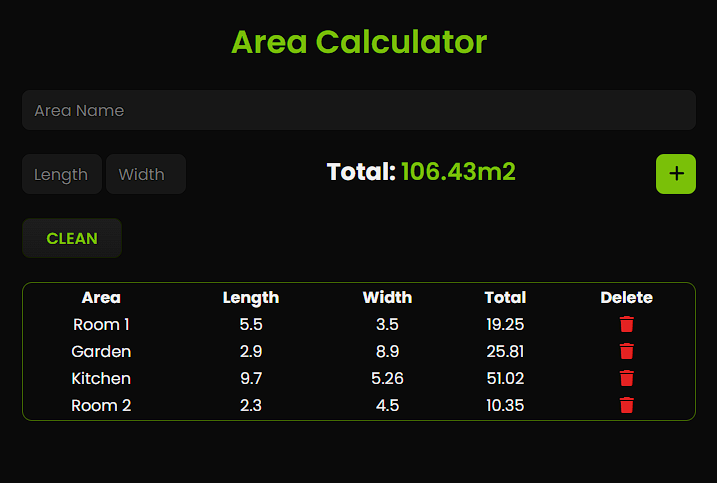 Area Calculator
Area Name
Length Width Total: 106.43m2 +
CLEAN
Area Length Width Total Delete
Room 1 5.5 3.5 19.25
Garden 2.9 8.9 25.81
Kitchen 9.7 5.26 51.02
Room 2 2.3 4.5 10.35